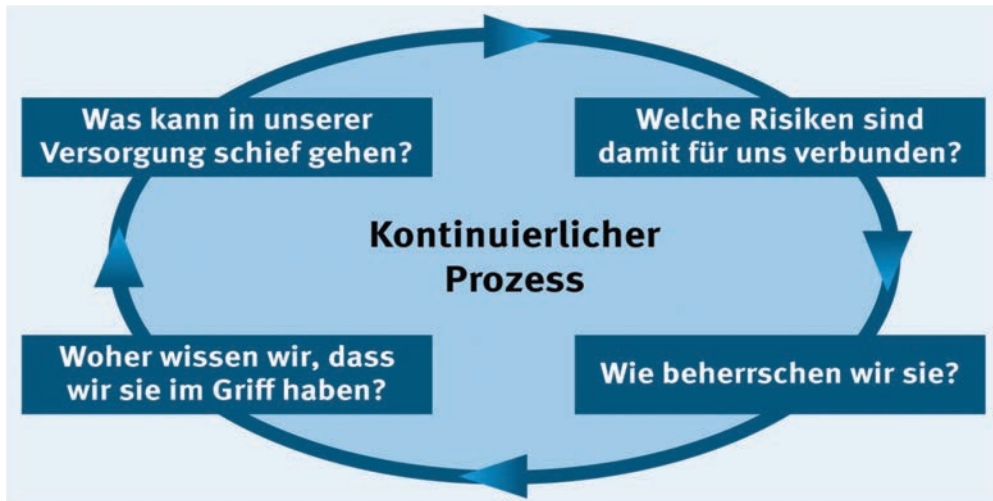 Was kann in unserer
Versorgung schief gehen?
Welche Risiken sind
damit für uns verbunden?
Kontinuierlicher
Prozess
Woher wissen wir, dass
wir sie im Griff haben?
Wie beherrschen wir sie?